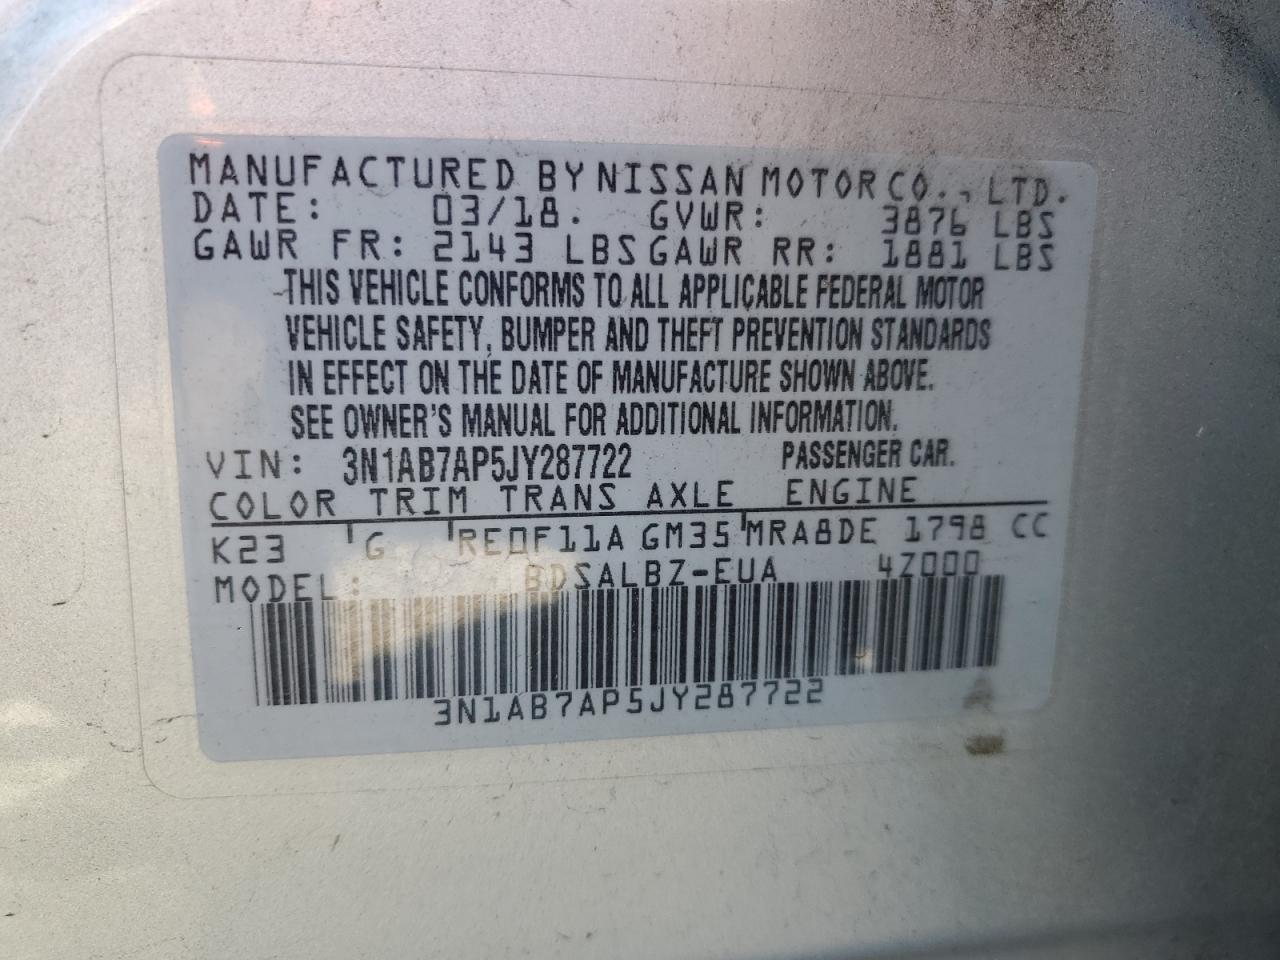 MANUFACTURED BY NISSAN MOTOR CO., LTD.
DATE: 03/18. GVWR: 3876 LBS
GAWR FR: 2143 LBS GAWR RR: 1881 LBS
THIS VEHICLE CONFORMS TO ALL APPLICABLE FEDERAL MOTOR
VEHICLE SAFETY, BUMPER AND THEFT PREVENTION STANDARDS
IN EFFECT ON THE DATE OF MANUFACTURE SHOWN ABOVE.
SEE OWNER'S MANUAL FOR ADDITIONAL INFORMATION.
VIN: 3N1AB7AP5JY287722 PASSENGER CAR.
COLOR TRIM TRANS AXLE ENGINE
K23 G RE0F11A GM35 MRA8DE 1798 CC
MODEL: BDSALBZ-EUA 4Z000
3N1AB7AP5JY287722
A